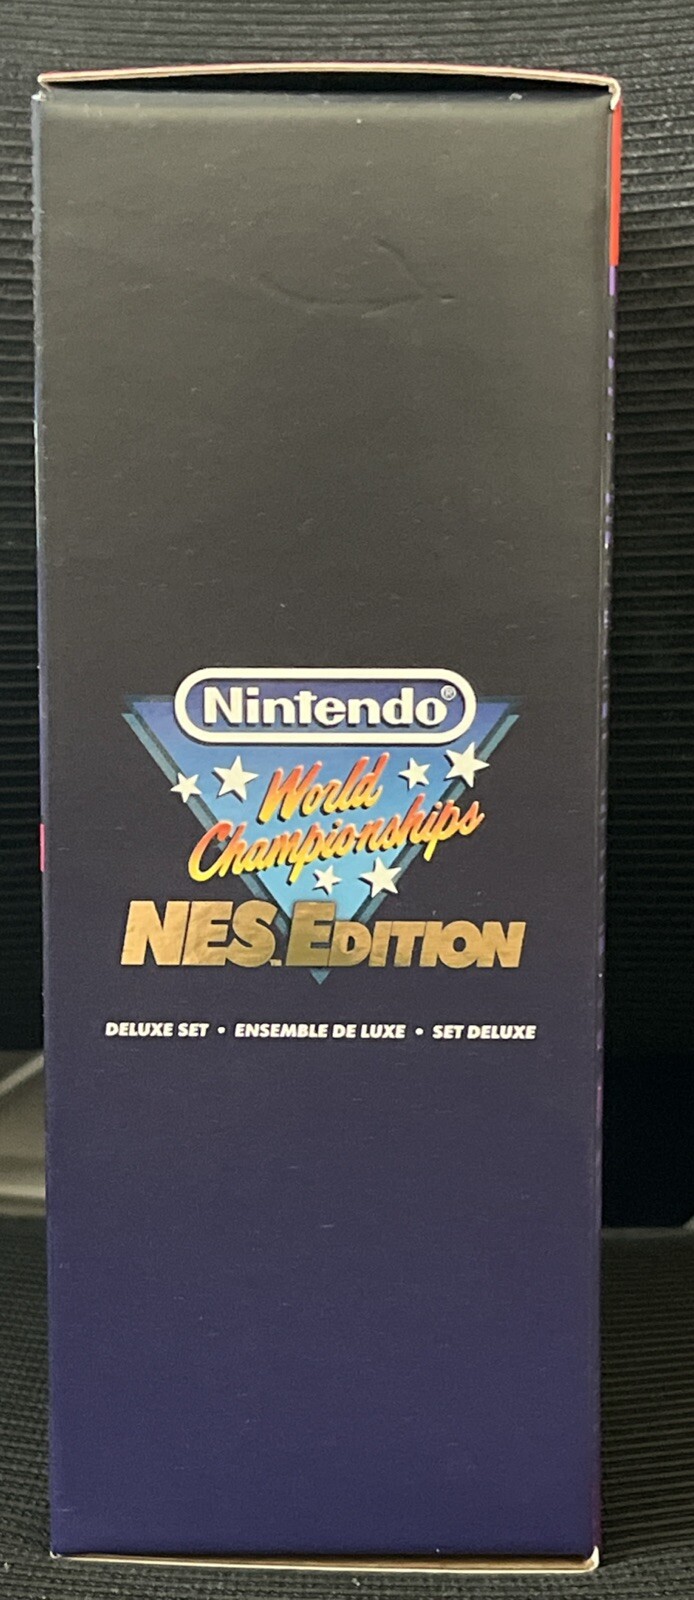 Nintendo®
World
Championships
NES™ EDITION
DELUXE SET • ENSEMBLE DE LUXE • SET DELUXE